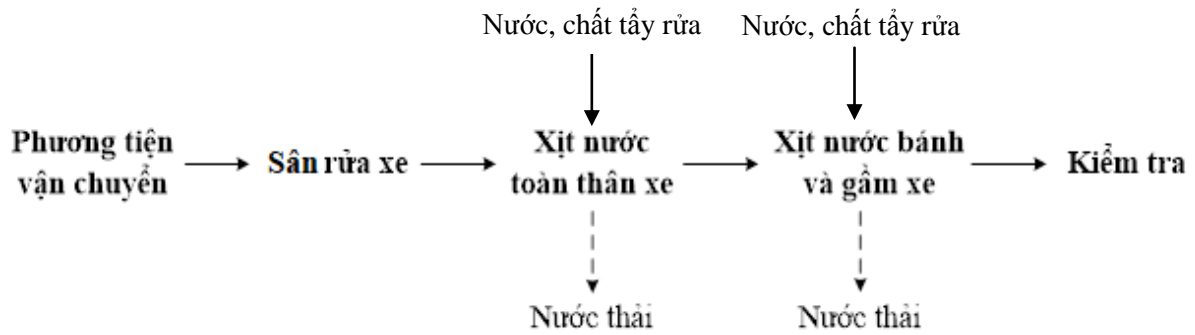 Nước, chất tẩy rửa
Nước, chất tẩy rửa
Phương tiện
vận chuyển
Sân rửa xe
Xịt nước
toàn thân xe
Xịt nước bánh
và gầm xe
Kiểm tra
Nước thải
Nước thải